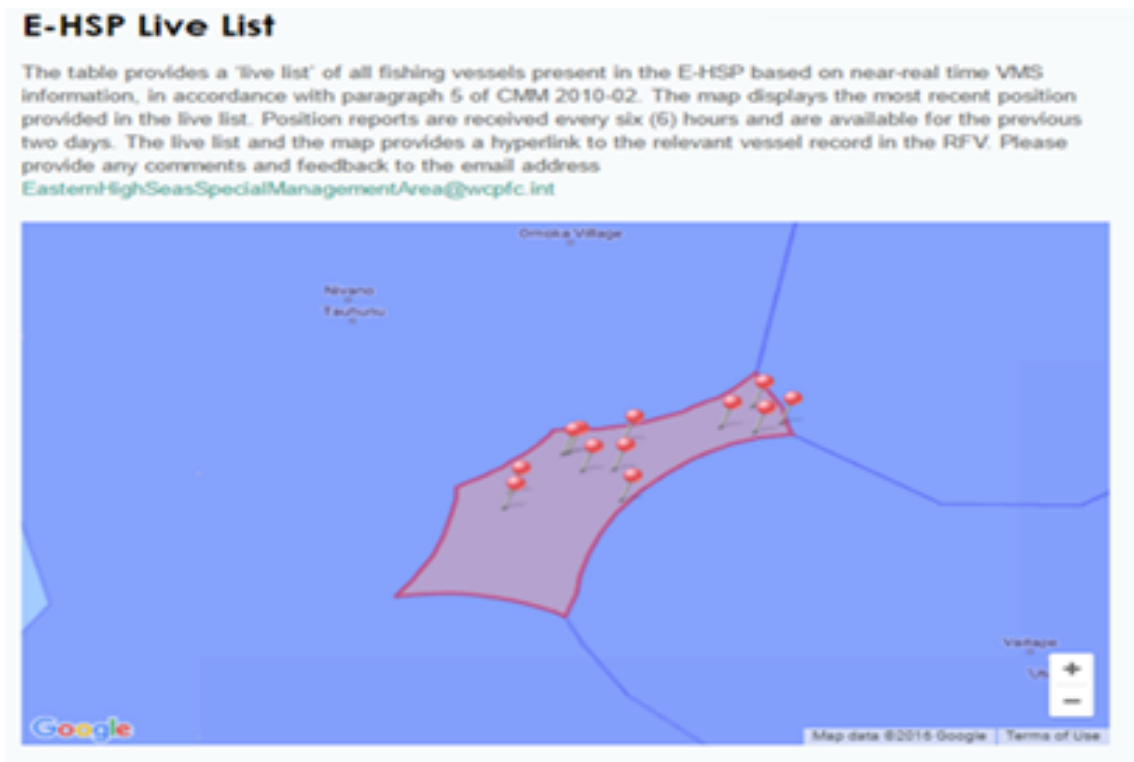 E-HSP Live List
The table provides a 'live list' of all fishing vessels present in the E-HSP based on near-real time VMS
information, in accordance with paragraph 5 of CMM 2010-02. The map displays the most recent position
provided in the live list. Position reports are received every six (6) hours and are available for the previous
two days. The live list and the map provides a hyperlink to the relevant vessel record in the RFV. Please
provide any comments and feedback to the email address
EasternHighSeasSpecialManagementArea@wcpfc.int
Omoka Village
Nivano
Tauhunu
Vaitape
+
−
Google
Map data ©2016 Google
Terms of Use